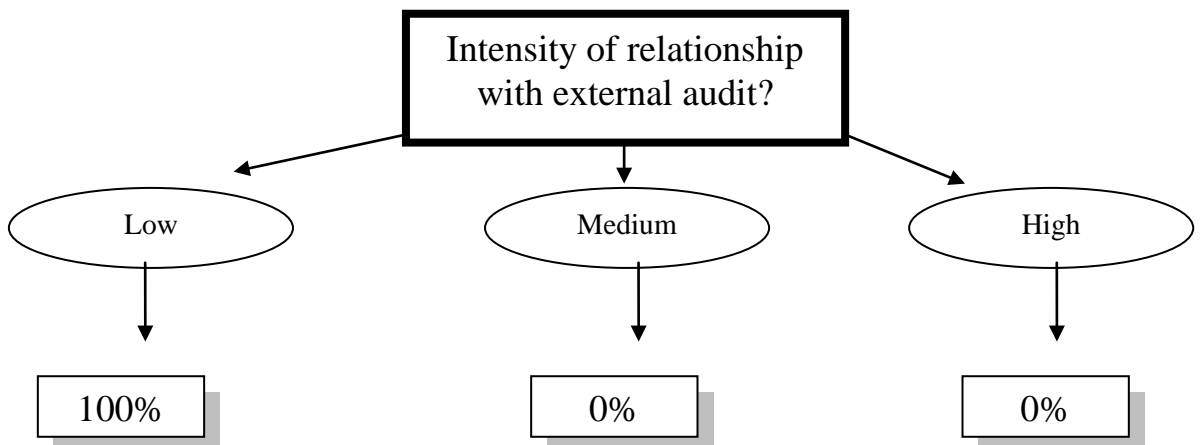 Intensity of relationship
with external audit?
Low
Medium
High
100%
0%
0%